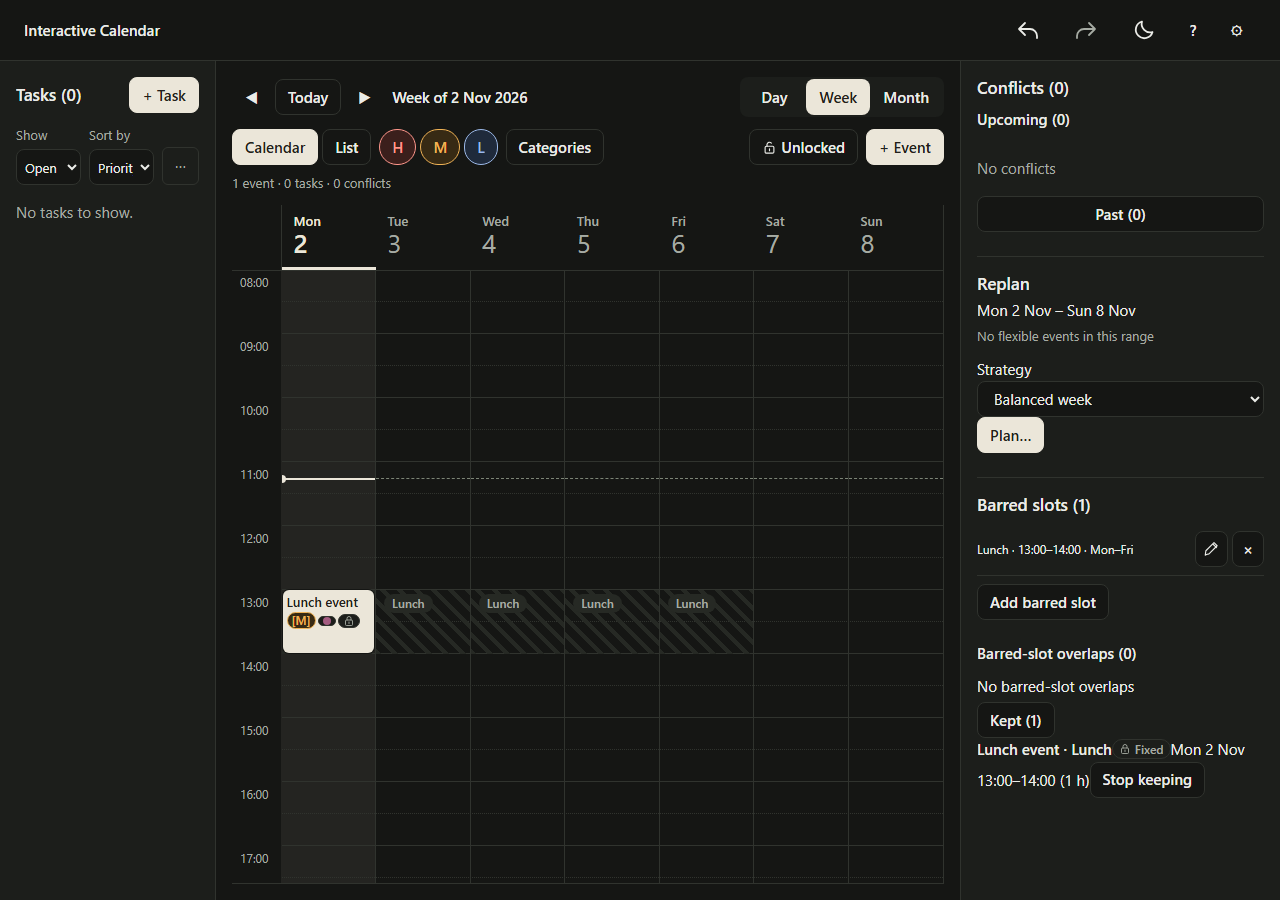 Interactive Calendar
?
Tasks (0)
+ Task
Show
Sort by
Open
Priorit
...
No tasks to show.
Today
Week of 2 Nov 2026
Day
Week
Month
Calendar
List
H
M
L
Categories
Unlocked
+ Event
1 event · 0 tasks · 0 conflicts
Mon
2
Tue
3
Wed
4
Thu
5
Fri
6
Sat
7
Sun
8
08:00
09:00
10:00
11:00
12:00
13:00
14:00
15:00
16:00
17:00
Lunch event
[M]
Lunch
Lunch
Lunch
Lunch
Conflicts (0)
Upcoming (0)
No conflicts
Past (0)
Replan
Mon 2 Nov – Sun 8 Nov
No flexible events in this range
Strategy
Balanced week
Plan...
Barred slots (1)
Lunch · 13:00–14:00 · Mon–Fri
×
Add barred slot
Barred-slot overlaps (0)
No barred-slot overlaps
Kept (1)
Lunch event · Lunch Fixed Mon 2 Nov
13:00–14:00 (1 h) Stop keeping